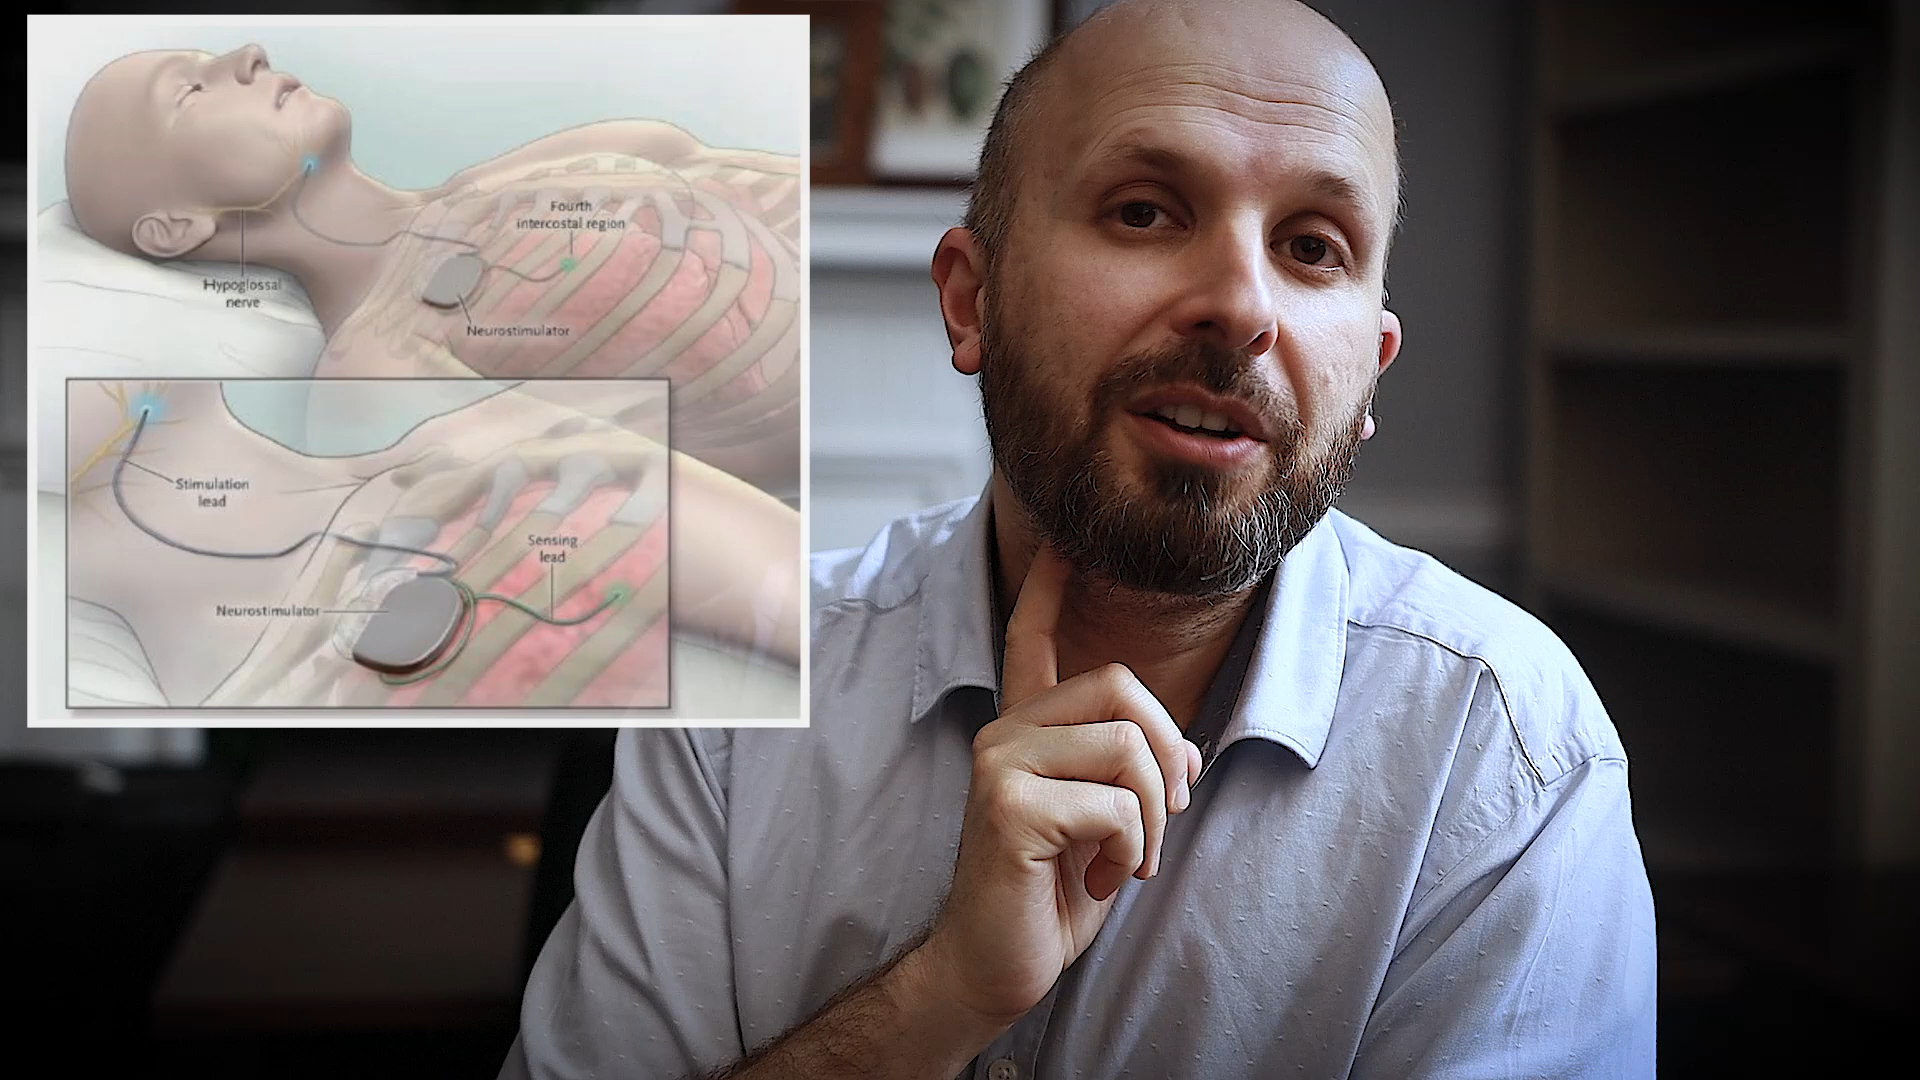 Fourth
intercostal region
Hypoglossal
nerve
Neurostimulator
Stimulation
lead
Sensing
lead
Neurostimulator